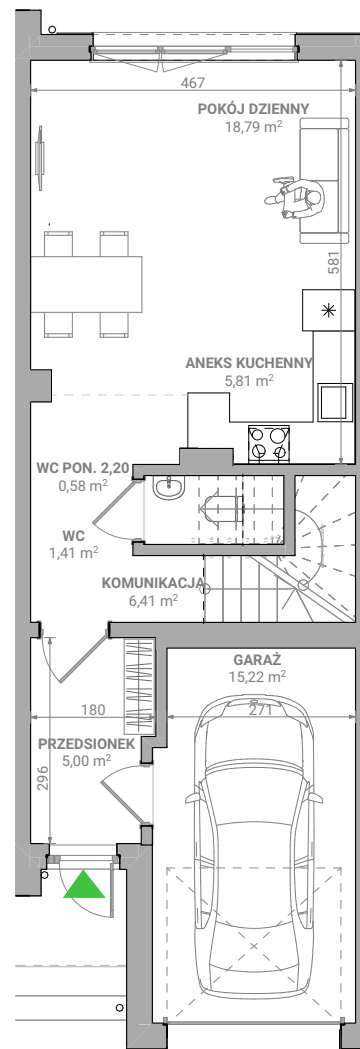 467
POKÓJ DZIENNY
18,79 m²
581
ANEKS KUCHENNY
5,81 m²
WC PON. 2,20
0,58 m²
WC
1,41 m²
KOMUNIKACJA
6,41 m²
GARAŻ
15,22 m²
180
271
PRZEDSIONEK
5,00 m²
296